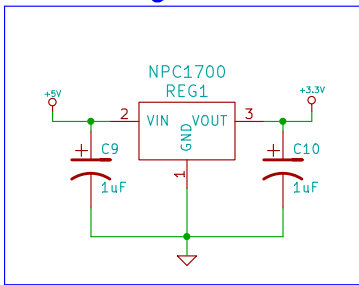 NPC1700
REG1
+5V
+3.3V
2
VIN
VOUT
3
GND
1
C9
1uF
C10
1uF